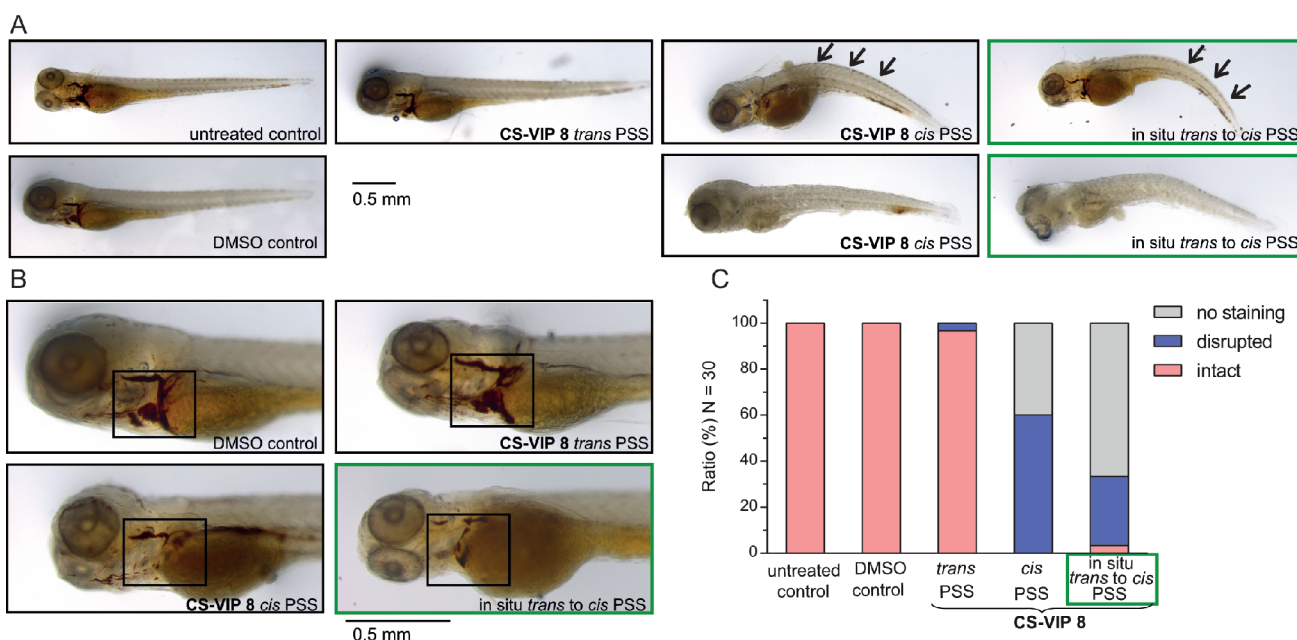 A
untreated control
CS-VIP 8 trans PSS
CS-VIP 8 cis PSS
in situ trans to cis PSS
DMSO control
0.5 mm
CS-VIP 8 cis PSS
in situ trans to cis PSS
B
DMSO control
CS-VIP 8 trans PSS
CS-VIP 8 cis PSS
in situ trans to cis PSS
0.5 mm
C
no staining
disrupted
intact
Ratio (%) N = 30
100
80
60
40
20
0
untreated
control
DMSO
control
trans
PSS
cis
PSS
in situ
trans to cis
PSS
CS-VIP 8